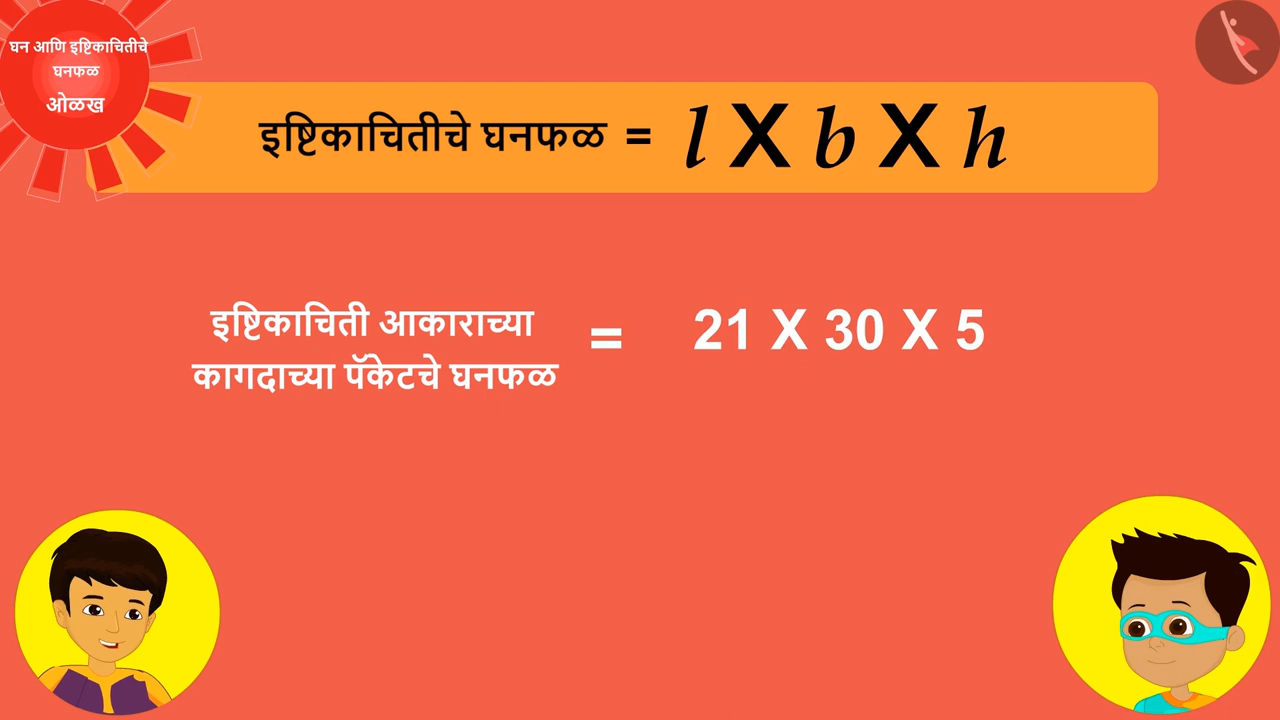 घन आणि इष्टिकाचितीचे
घनफळ
ओळख
इष्टिकाचितीचे घनफळ = l X b X h
इष्टिकाचिती आकाराच्या
कागदाच्या पॅकेटचे घनफळ = 21 X 30 X 5